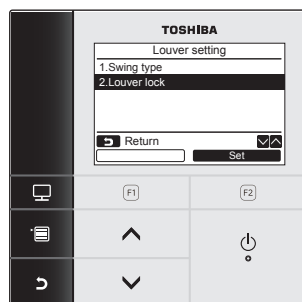 TOSHIBA
Louver setting
1.Swing type
2.Louver lock
Return
Set
F1
F2